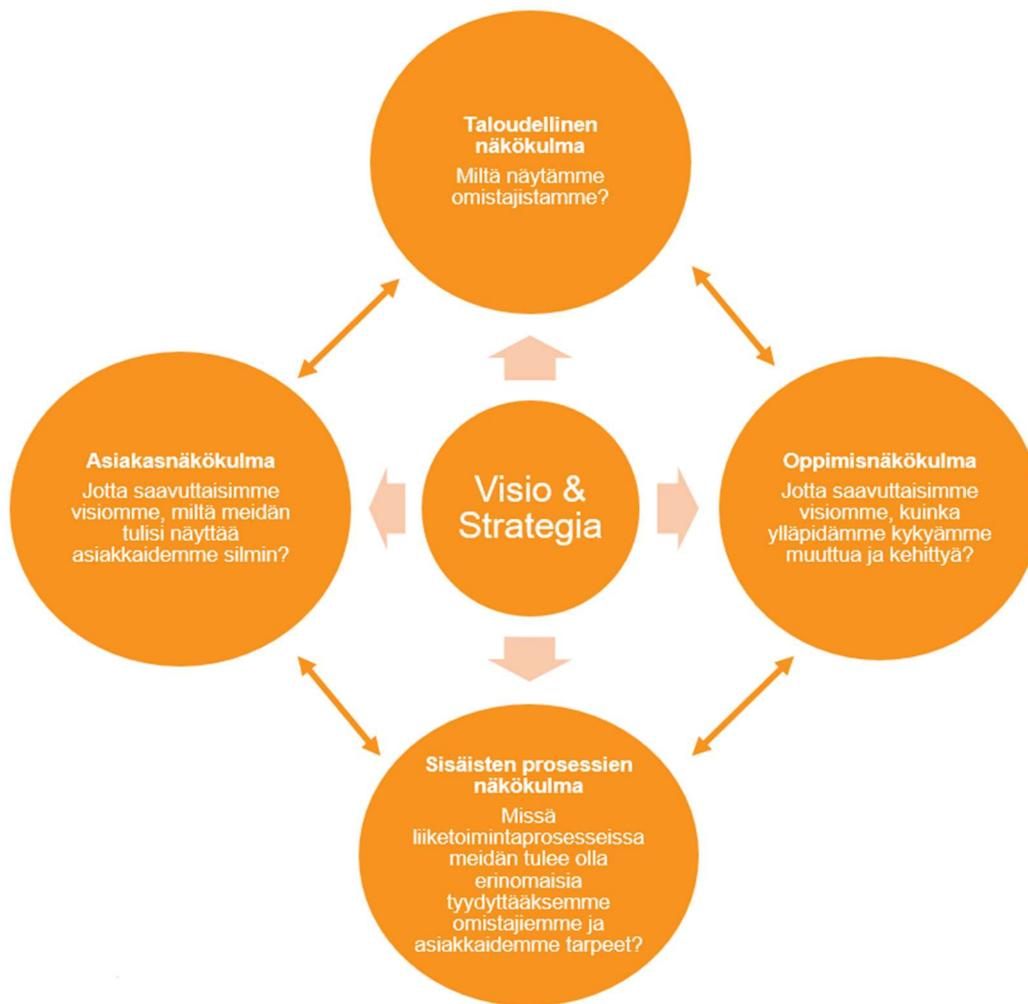 Taloudellinen
näkökulma
Miltä näytämme
omistajistamme?
Asiakasnäkökulma
Jotta saavuttaisimme
visiomme, miltä meidän
tulisi näyttää
asiakkaidemme silmin?
Visio &
Strategia
Oppimisnäkökulma
Jotta saavuttaisimme
visiomme, kuinka
ylläpidämme kykyämme
muuttua ja kehittyä?
Sisäisten prosessien
näkökulma
Missä
liiketoimintaprosesseissa
meidän tulee olla
erinomaisia
tyydyttääksemme
omistajiemme ja
asiakkaidemme tarpeet?